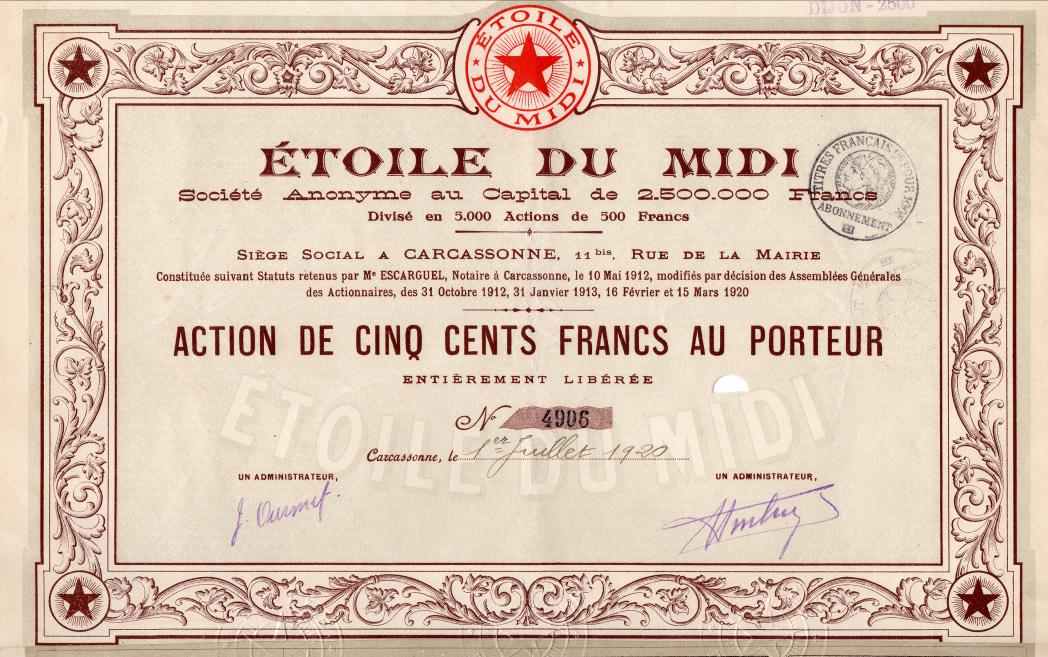 DIJON - 2500
ÉTOILE
DU MIDI
ÉTOILE DU MIDI
Société Anonyme au Capital de 2.500.000 Francs
Divisé en 5.000 Actions de 500 Francs
TITRES FRANÇAIS
ABONNEMENT
SIÈGE SOCIAL A CARCASSONNE, 11 bis, RUE DE LA MAIRIE
Constituée suivant Statuts retenus par Me ESCARGUEL, Notaire à Carcassonne, le 10 Mai 1912, modifiés par décision des Assemblées Générales
des Actionnaires, des 31 Octobre 1912, 31 Janvier 1913, 16 Février et 15 Mars 1920
ACTION DE CINQ CENTS FRANCS AU PORTEUR
ENTIÈREMENT LIBÉRÉE
ÉTOILE DU MIDI
No 4906
Carcassonne, le 1er Juillet 1920
UN ADMINISTRATEUR, UN ADMINISTRATEUR,